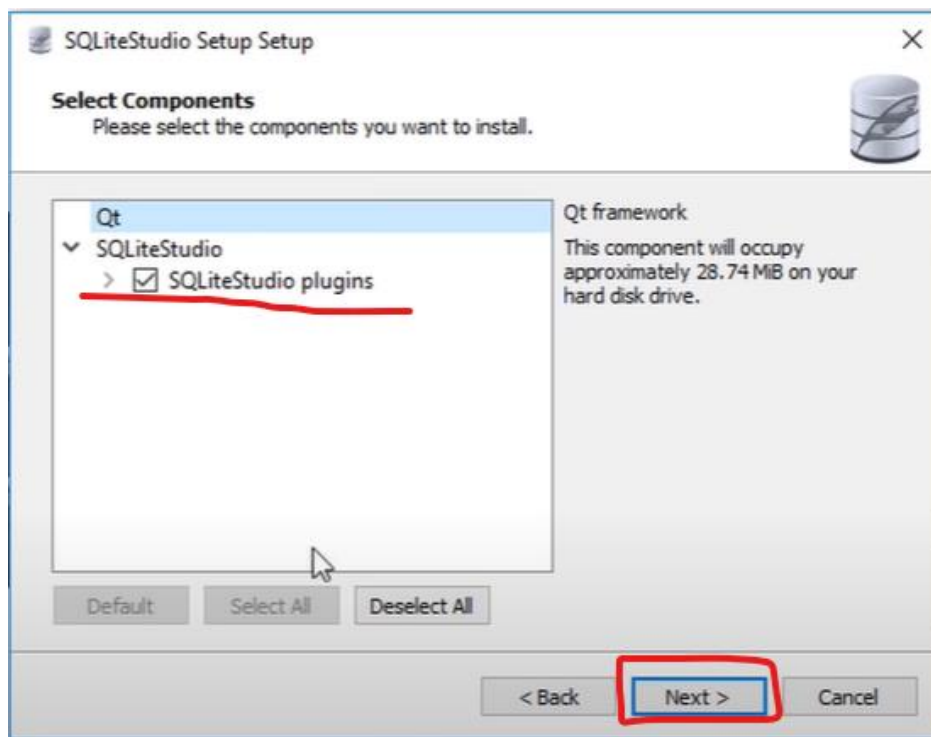 SQLiteStudio Setup Setup
Select Components
Please select the components you want to install.
Qt
SQLiteStudio
SQLiteStudio plugins
Qt framework
This component will occupy
approximately 28.74 MiB on your
hard disk drive.
Default
Select All
Deselect All
< Back
Next >
Cancel